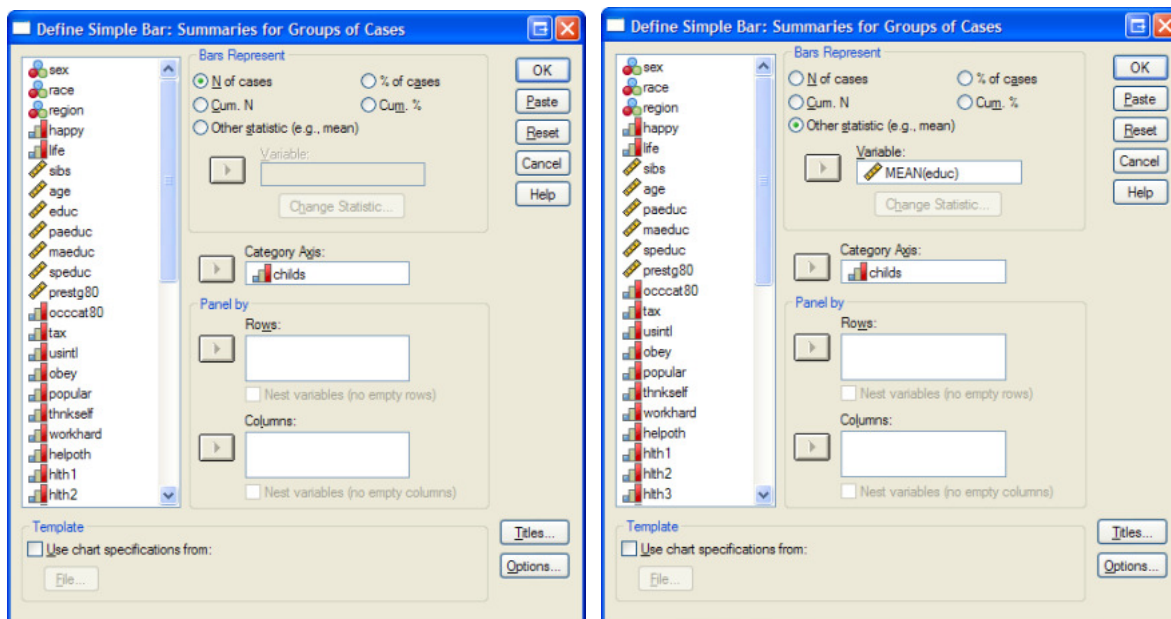 Define Simple Bar: Summaries for Groups of Cases
sex
race
region
happy
life
sibs
age
educ
paeduc
maeduc
speduc
prestg80
occcat80
tax
usintl
obey
popular
thnkself
workhard
helpoth
hlth1
hlth2
Bars Represent
N of cases
% of cases
Cum. N
Cum. %
Other statistic (e.g., mean)
Variable:
Change Statistic...
Category Axis:
childs
Panel by
Rows:
Nest variables (no empty rows)
Columns:
Nest variables (no empty columns)
OK
Paste
Reset
Cancel
Help
Template
Use chart specifications from:
File...
Titles...
Options...
Define Simple Bar: Summaries for Groups of Cases
sex
race
region
happy
life
sibs
age
paeduc
maeduc
speduc
prestg80
occcat80
tax
usintl
obey
popular
thnkself
workhard
helpoth
hlth1
hlth2
hlth3
Bars Represent
N of cases
% of cases
Cum. N
Cum. %
Other statistic (e.g., mean)
Variable:
MEAN(educ)
Change Statistic...
Category Axis:
childs
Panel by
Rows:
Nest variables (no empty rows)
Columns:
Nest variables (no empty columns)
OK
Paste
Reset
Cancel
Help
Template
Use chart specifications from:
File...
Titles...
Options...